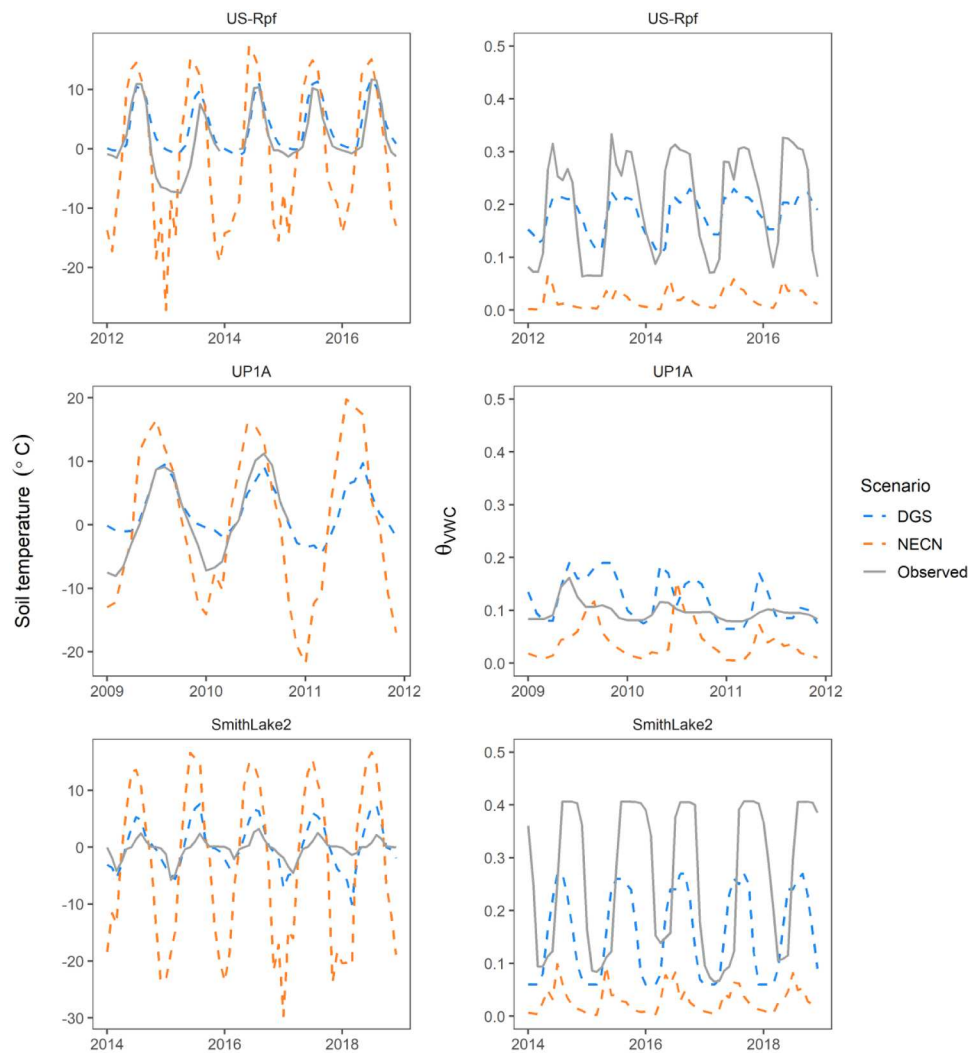 US-Rpf
US-Rpf
10
0
-10
-20
2012 2014 2016
0.5
0.4
0.3
0.2
0.1
0.0
2012 2014 2016
UP1A
UP1A
Soil temperature (° C)
20
10
0
-10
-20
2009 2010 2011 2012
θVWC
0.5
0.4
0.3
0.2
0.1
0.0
2009 2010 2011 2012
Scenario
DGS
NECN
Observed
SmithLake2
SmithLake2
10
0
-10
-20
-30
2014 2016 2018
0.5
0.4
0.3
0.2
0.1
0.0
2014 2016 2018